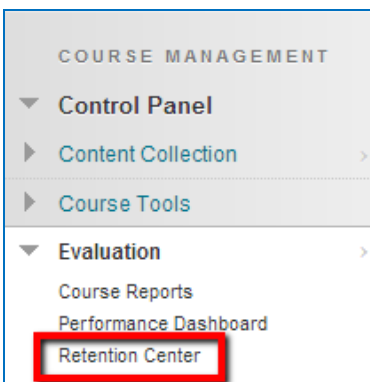 COURSE MANAGEMENT
Control Panel
Content Collection
Course Tools
Evaluation
Course Reports
Performance Dashboard
Retention Center